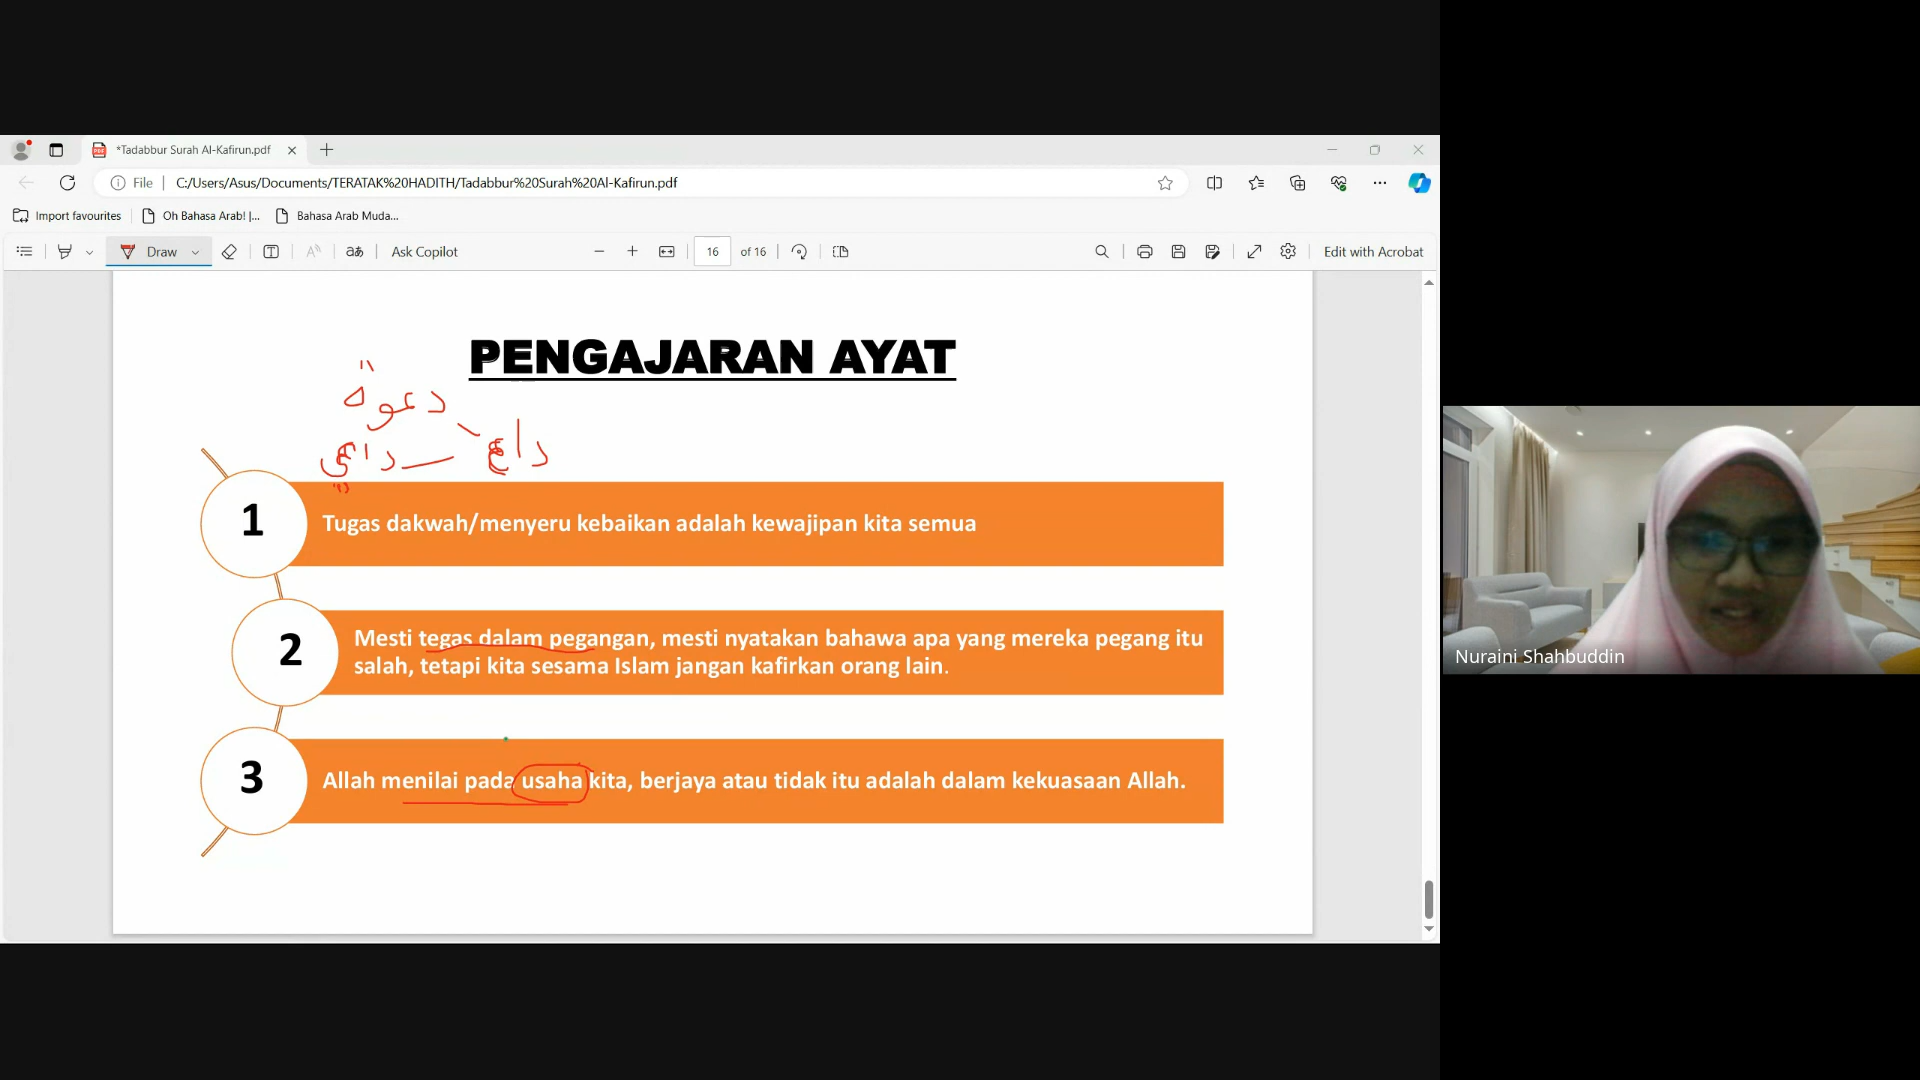 *Tadabbur Surah Al-Kafirun.pdf
File | C:/Users/Asus/Documents/TERATAK%20HADITH/Tadabbur%20Surah%20Al-Kafirun.pdf
Import favourites Oh Bahasa Arab! |... Bahasa Arab Muda...
Draw aあ Ask Copilot 16 of 16 Edit with Acrobat
PENGAJARAN AYAT
دعوة
داع داعي
1 Tugas dakwah/menyeru kebaikan adalah kewajipan kita semua
2 Mesti tegas dalam pegangan, mesti nyatakan bahawa apa yang mereka pegang itu
salah, tetapi kita sesama Islam jangan kafirkan orang lain.
3 Allah menilai pada usaha kita, berjaya atau tidak itu adalah dalam kekuasaan Allah.
Nuraini Shahbuddin